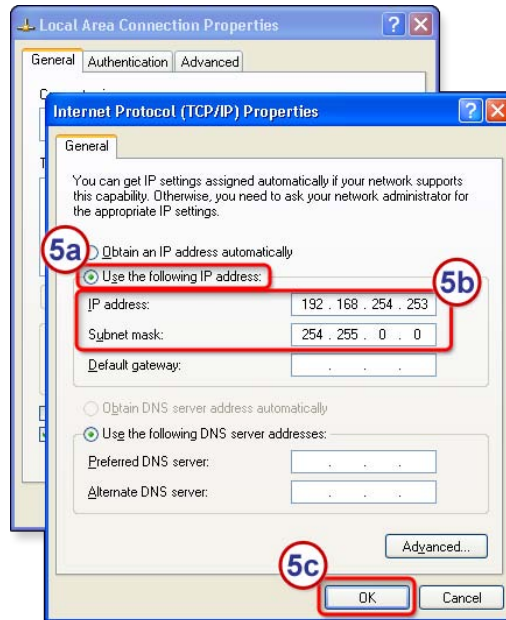 Local Area Connection Properties
General Authentication Advanced
Internet Protocol (TCP/IP) Properties
General
You can get IP settings assigned automatically if your network supports
this capability. Otherwise, you need to ask your network administrator for
the appropriate IP settings.
5a
Obtain an IP address automatically
Use the following IP address:
5b
IP address: 192 . 168 . 254 . 253
Subnet mask: 254 . 255 . 0 . 0
Default gateway: . . .
Obtain DNS server address automatically
Use the following DNS server addresses:
Preferred DNS server: . . .
Alternate DNS server: . . .
Advanced...
5c
OK Cancel